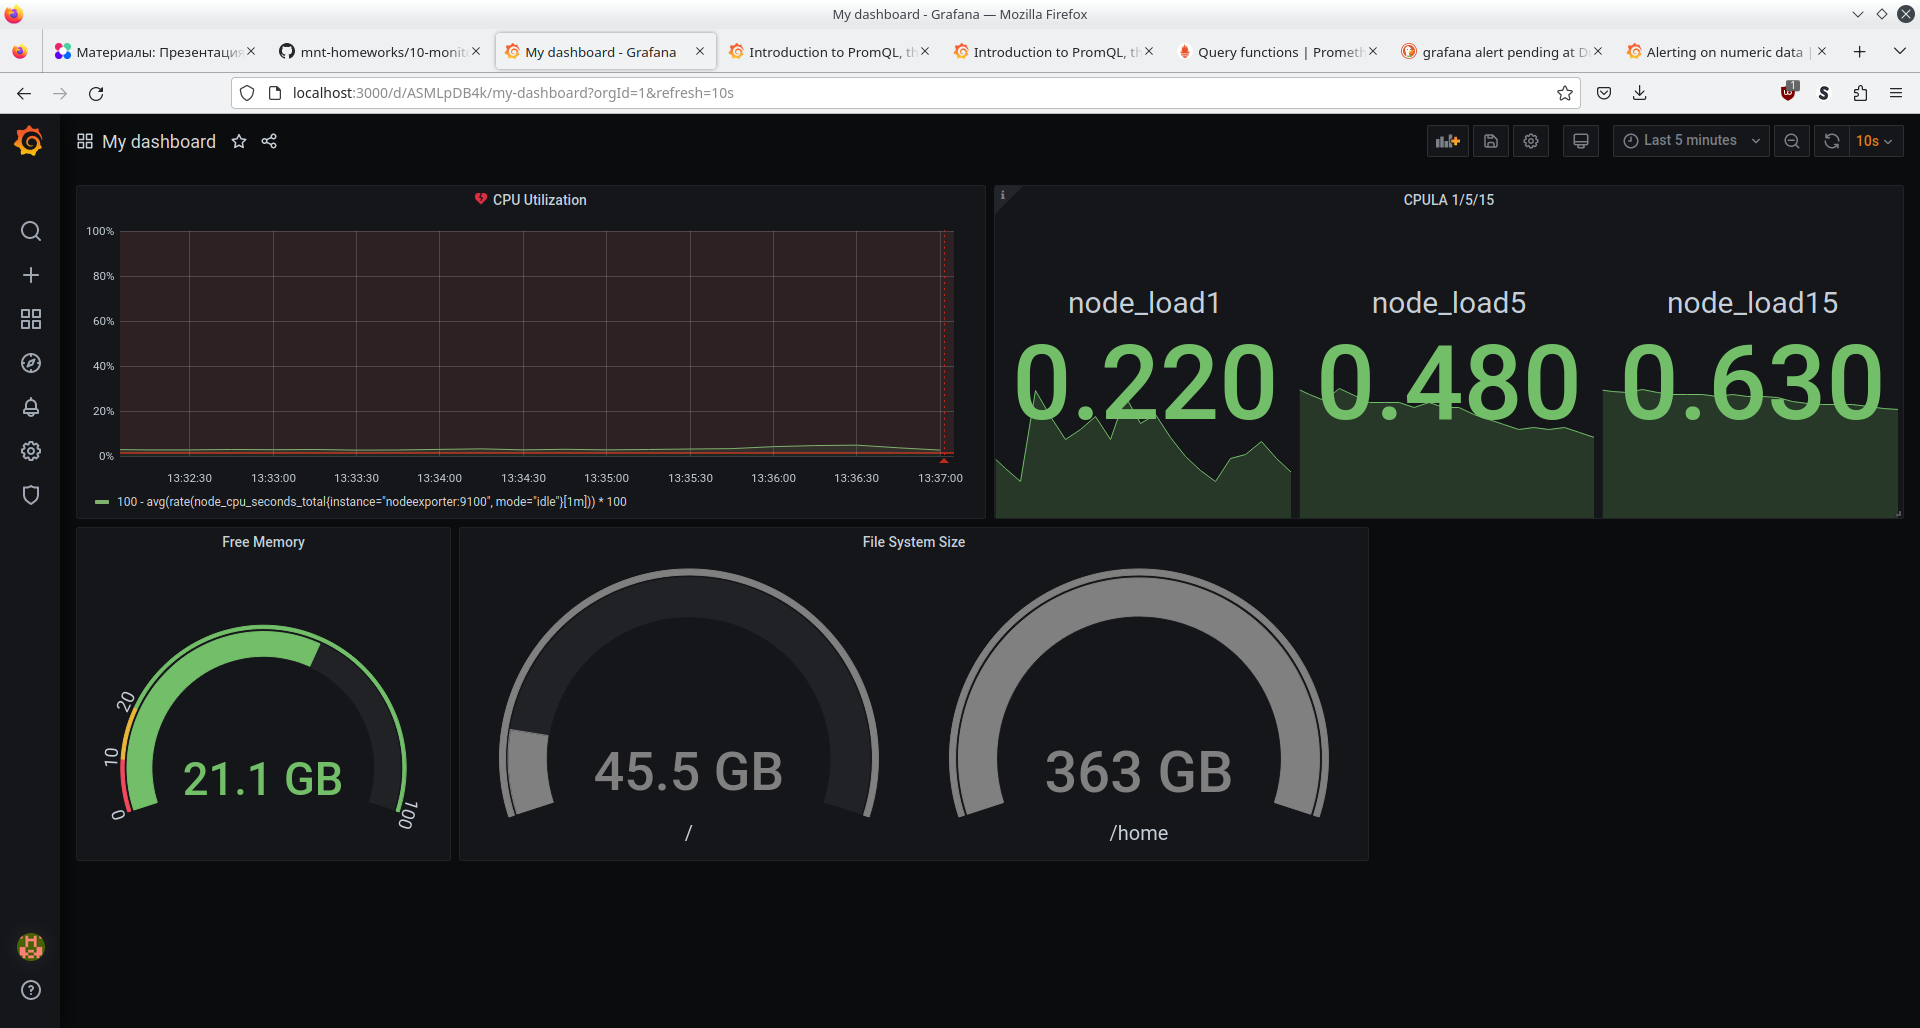 My dashboard - Grafana — Mozilla Firefox
Материалы: Презентация
mnt-homeworks/10-monit
My dashboard - Grafana
Introduction to PromQL, th
Introduction to PromQL, th
Query functions | Prometh
grafana alert pending at D
Alerting on numeric data |
localhost:3000/d/ASMLpDB4k/my-dashboard?orgId=1&refresh=10s
1
My dashboard
Last 5 minutes
10s
CPU Utilization
100%
80%
60%
40%
20%
0%
13:32:30 13:33:00 13:33:30 13:34:00 13:34:30 13:35:00 13:35:30 13:36:00 13:36:30 13:37:00
100 - avg(rate(node_cpu_seconds_total{instance="nodeexporter:9100", mode="idle"}[1m])) * 100
i
CPULA 1/5/15
node_load1 node_load5 node_load15
0.220 0.480 0.630
Free Memory
20
10
0
100
21.1 GB
File System Size
45.5 GB 363 GB
/ /home